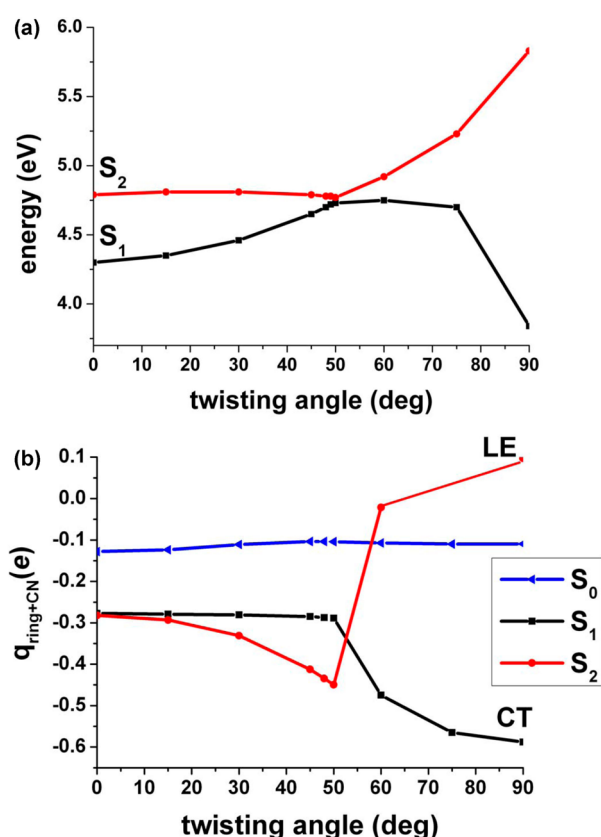 (a)
6.0
5.5
5.0
4.5
4.0
energy (eV)
S₂
S₁
0 10 20 30 40 50 60 70 80 90
twisting angle (deg)
(b)
0.1
0.0
-0.1
-0.2
-0.3
-0.4
-0.5
-0.6
q_ring+CN(e)
LE
CT
S₀
S₁
S₂
0 10 20 30 40 50 60 70 80 90
twisting angle (deg)